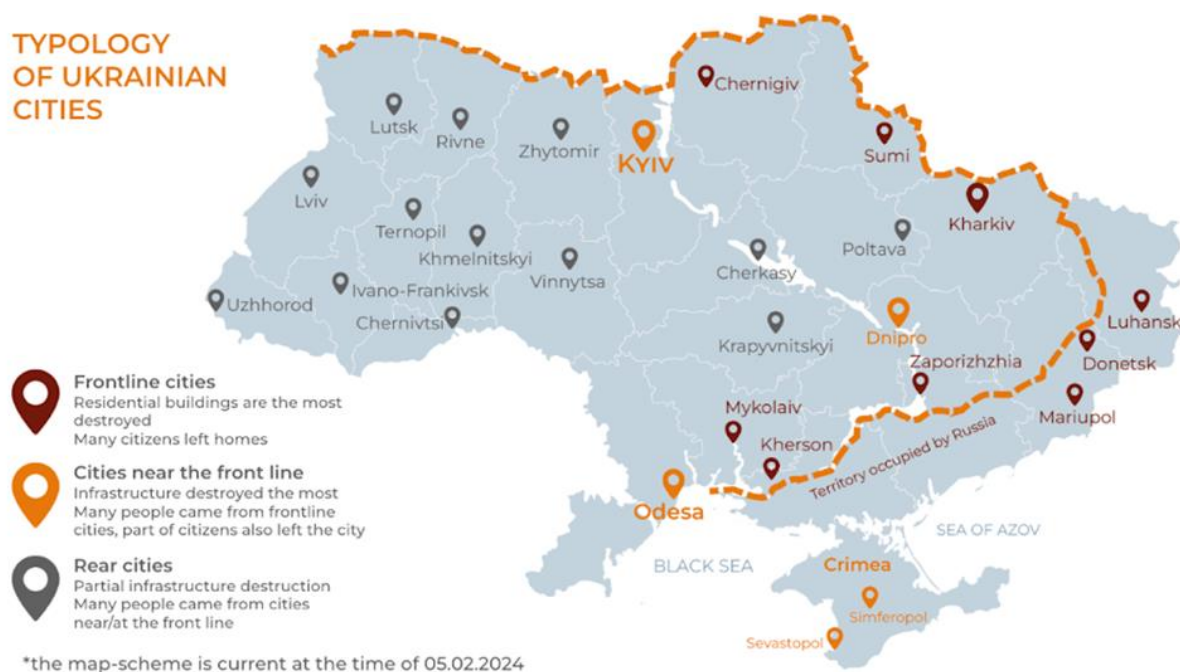 TYPOLOGY
OF UKRAINIAN
CITIES
Chernigiv
Lutsk
Rivne
Zhytomir
KYIV
Sumi
Lviv
Ternopil
Khmelnitskyi
Vinnytsa
Cherkasy
Poltava
Kharkiv
Uzhhorod
Ivano-Frankivsk
Chernivtsi
Krapyvnitskyi
Dnipro
Luhansk
Zaporizhzhia
Donetsk
Mykolaiv
Mariupol
Kherson
Territory occupied by Russia
Odesa
SEA OF AZOV
BLACK SEA
Crimea
Simferopol
Sevastopol
Frontline cities
Residential buildings are the most
destroyed
Many citizens left homes
Cities near the front line
Infrastructure destroyed the most
Many people came from frontline
cities, part of citizens also left the city
Rear cities
Partial infrastructure destruction
Many people came from cities
near/at the front line
*the map-scheme is current at the time of 05.02.2024